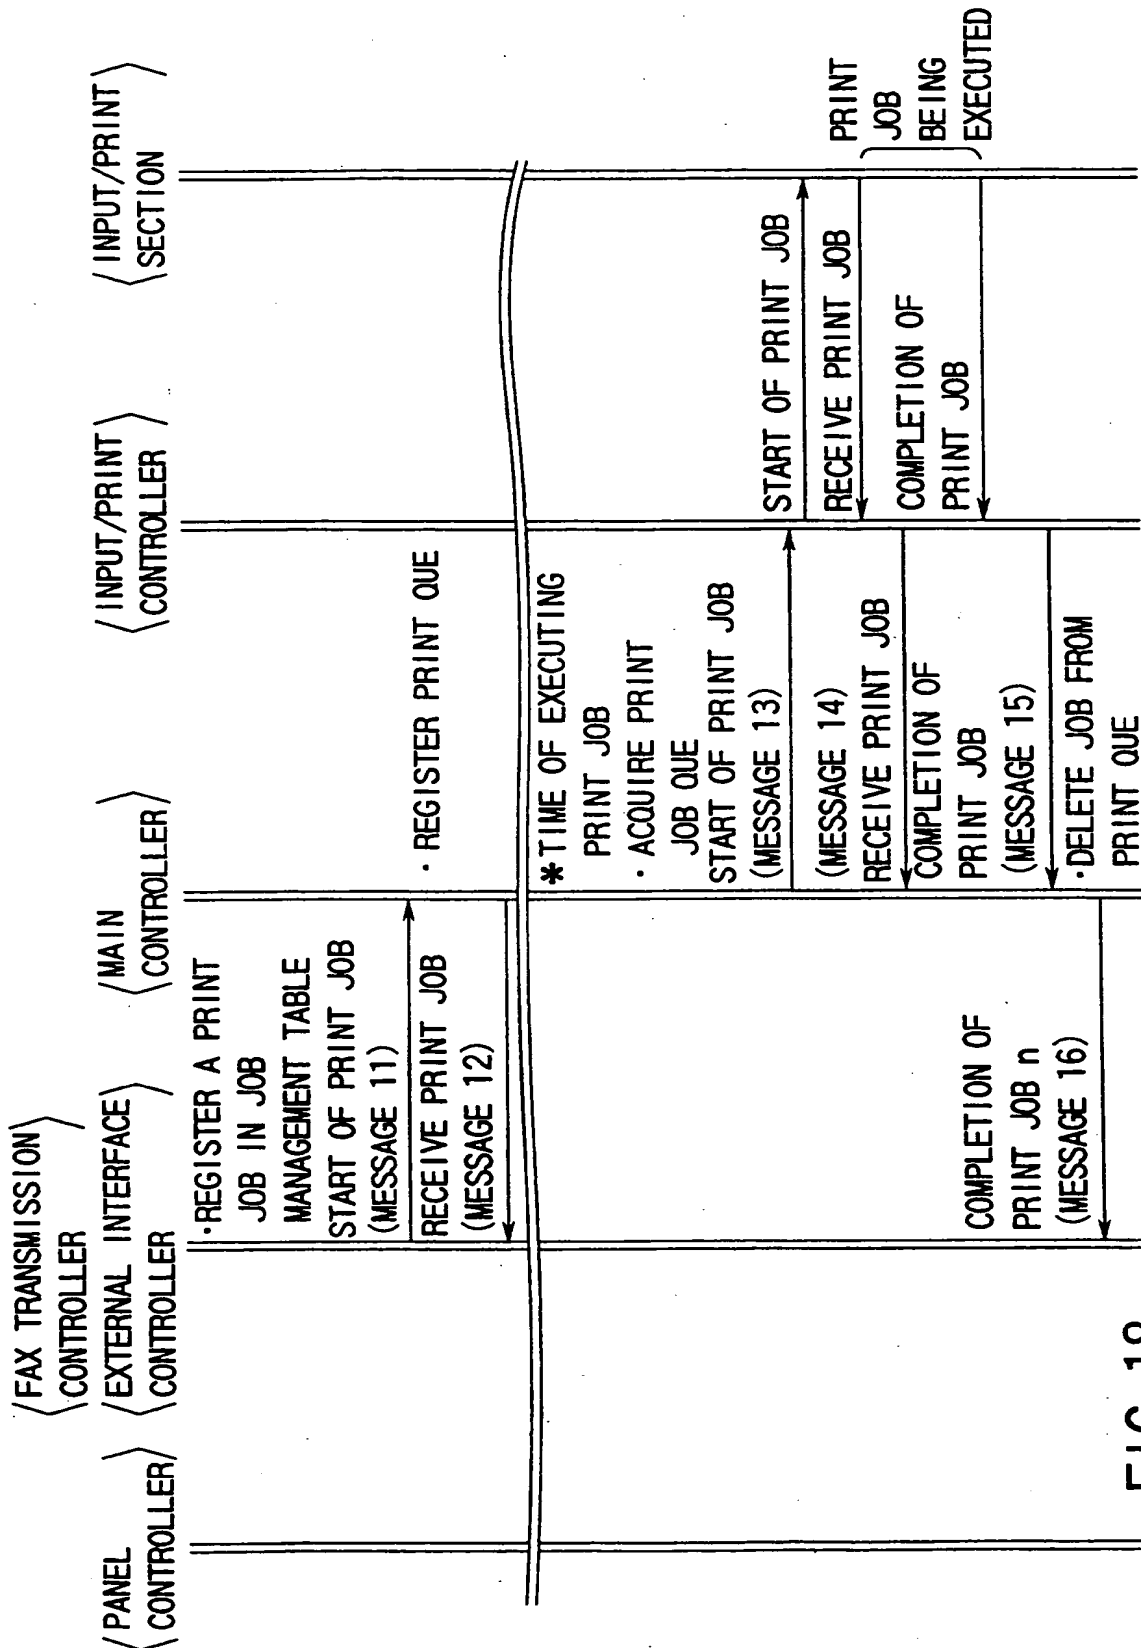 FAX TRANSMISSION
CONTROLLER
PANEL
CONTROLLER
EXTERNAL INTERFACE
CONTROLLER
MAIN
CONTROLLER
INPUT/PRINT
CONTROLLER
INPUT/PRINT
SECTION
·REGISTER A PRINT
JOB IN JOB
MANAGEMENT TABLE
START OF PRINT JOB
(MESSAGE 11)
RECEIVE PRINT JOB
(MESSAGE 12)
·REGISTER PRINT QUE
*TIME OF EXECUTING
PRINT JOB
·ACQUIRE PRINT
JOB QUE
START OF PRINT JOB
(MESSAGE 13)
START OF PRINT JOB
RECEIVE PRINT JOB
(MESSAGE 14)
RECEIVE PRINT JOB
PRINT
JOB
BEING
EXECUTED
COMPLETION OF
PRINT JOB
COMPLETION OF
PRINT JOB
(MESSAGE 15)
·DELETE JOB FROM
PRINT QUE
COMPLETION OF
PRINT JOB n
(MESSAGE 16)